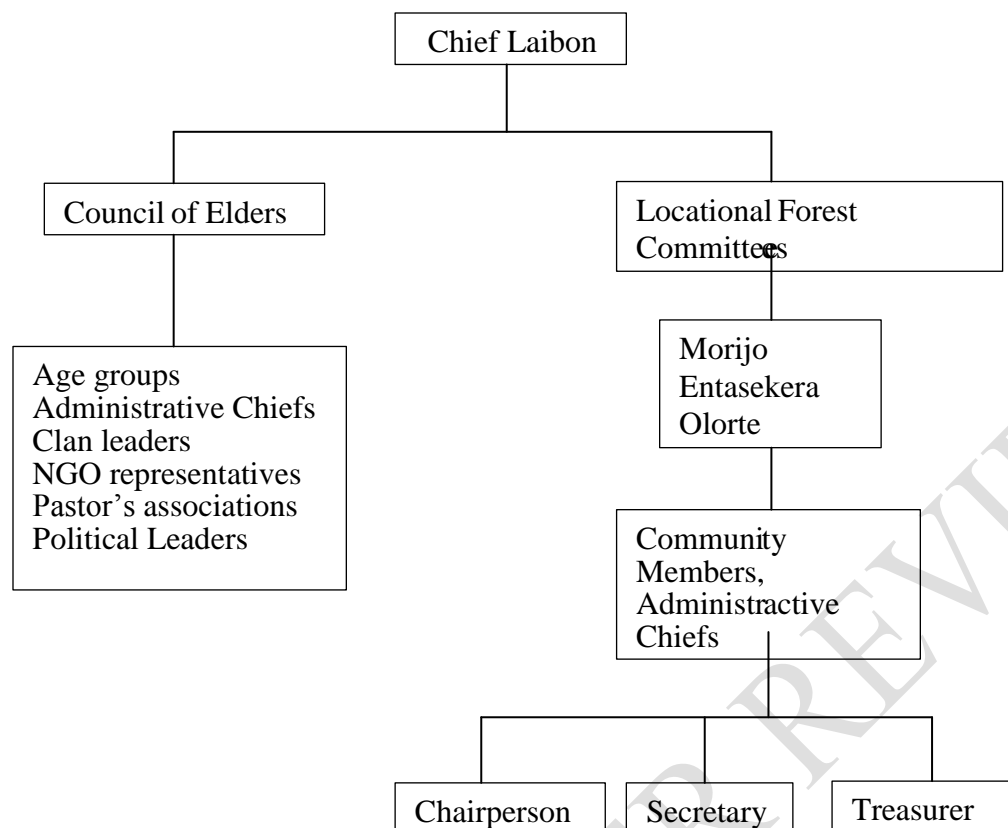 Chief Laibon
Council of Elders
Locational Forest
Committees
Age groups
Administrative Chiefs
Clan leaders
NGO representatives
Pastor’s associations
Political Leaders
Morijo
Entasekera
Olorte
Community
Members,
Administractive
Chiefs
Chairperson
Secretary
Treasurer